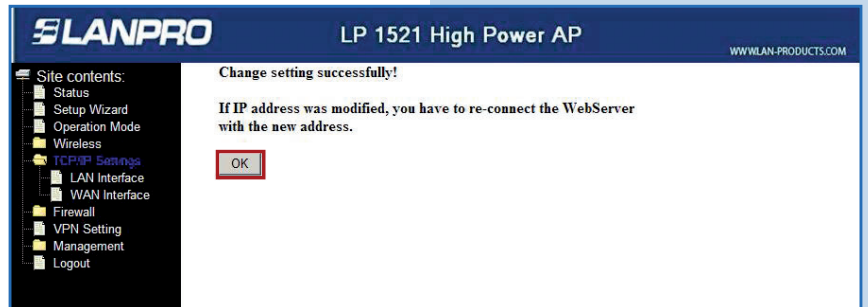 LANPRO
LP 1521 High Power AP
WWW.LAN-PRODUCTS.COM
Site contents:
Status
Setup Wizard
Operation Mode
Wireless
TCP/IP Settings
LAN Interface
WAN Interface
Firewall
VPN Setting
Management
Logout
Change setting successfully!
If IP address was modified, you have to re-connect the WebServer
with the new address.
OK